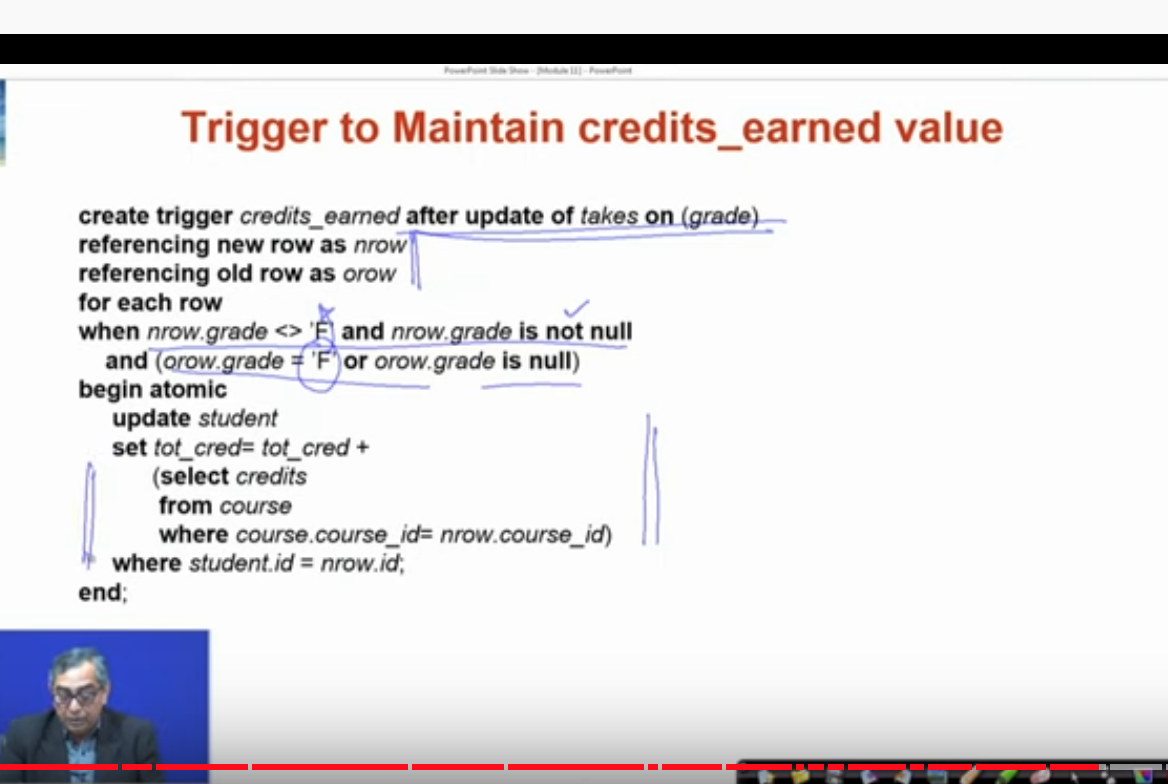 PowerPoint Slide Show - [Module 11] - PowerPoint
Trigger to Maintain credits_earned value
create trigger credits_earned after update of takes on (grade)
referencing new row as nrow
referencing old row as orow
for each row
when nrow.grade <> 'F' and nrow.grade is not null
and (orow.grade = 'F' or orow.grade is null)
begin atomic
update student
set tot_cred= tot_cred +
(select credits
from course
where course.course_id= nrow.course_id)
where student.id = nrow.id;
end;